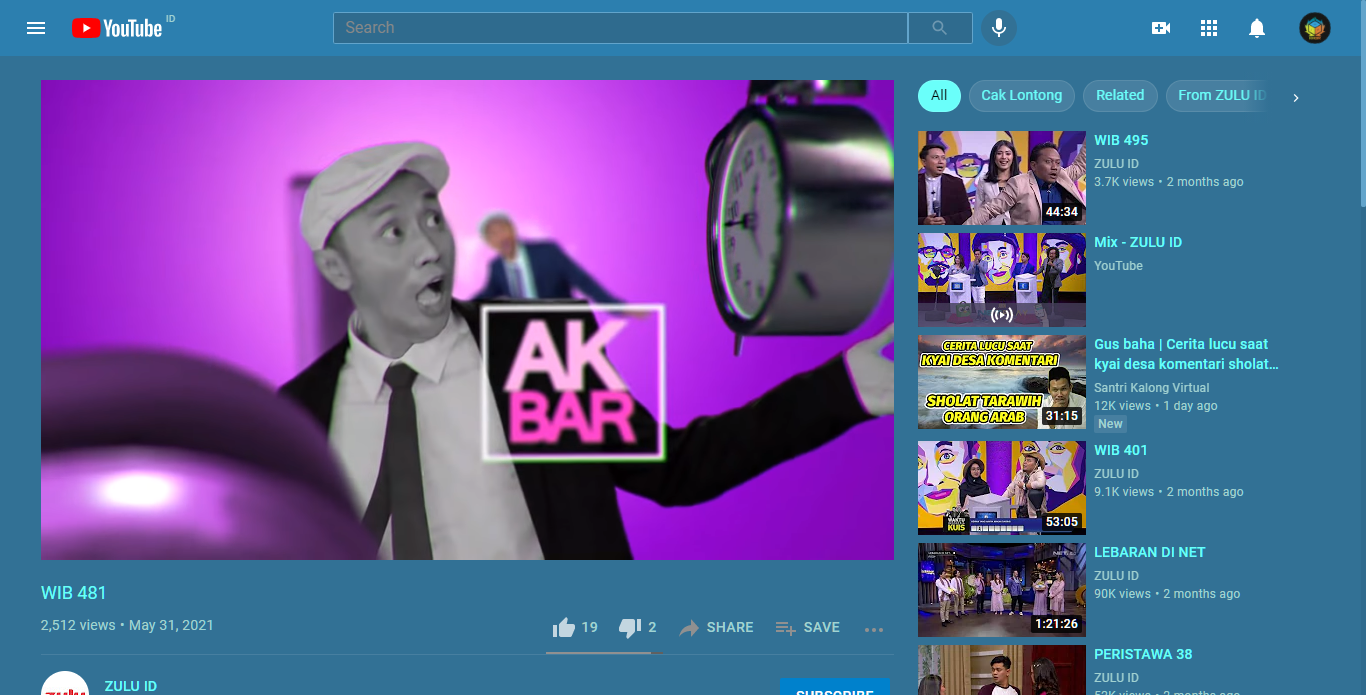 YouTube ID
Search
AK
BAR
WIB 481
2,512 views • May 31, 2021
19
2
SHARE
SAVE
ZULU ID
SUBSCRIBE
All
Cak Lontong
Related
From ZULU ID
WIB 495
ZULU ID
3.7K views • 2 months ago
44:34
Mix - ZULU ID
YouTube
CERITA LUCU SAAT
KYAI DESA KOMENTARI
SHOLAT TARAWIH
ORANG ARAB
31:15
Gus baha | Cerita lucu saat
kyai desa komentari sholat...
Santri Kalong Virtual
12K views • 1 day ago
New
WAKTU
KUIS
53:05
WIB 401
ZULU ID
9.1K views • 2 months ago
1:21:26
LEBARAN DI NET
ZULU ID
90K views • 2 months ago
PERISTAWA 38
ZULU ID